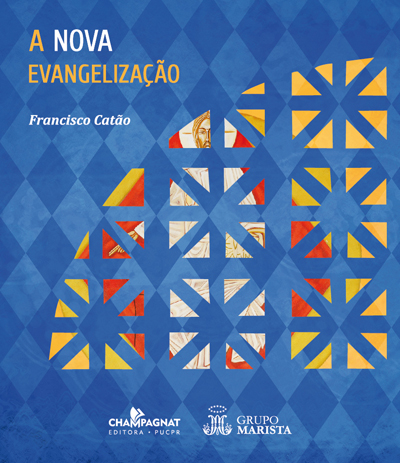 A NOVA
EVANGELIZAÇÃO
Francisco Catão
CHAMPAGNAT
EDITORA • PUCPR
GRUPO
MARISTA